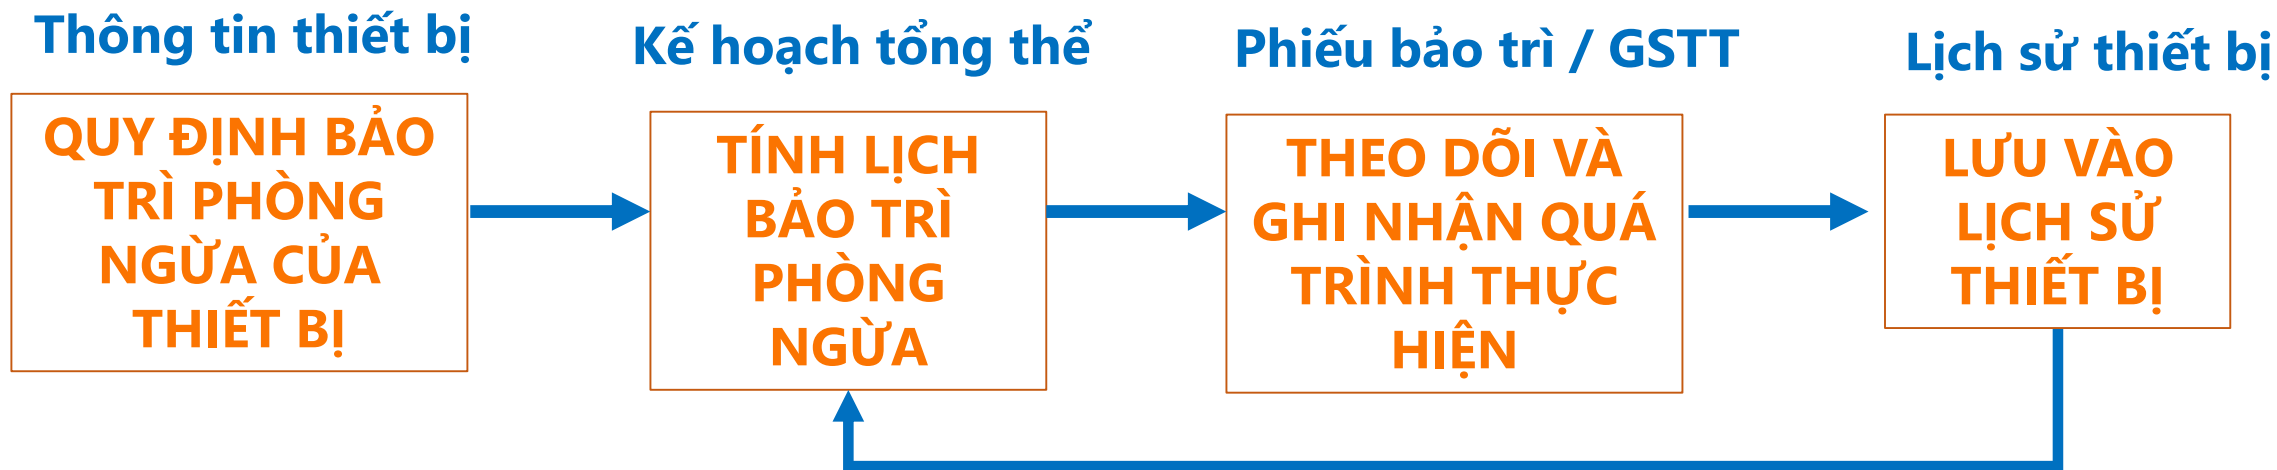 Thông tin thiết bị
QUY ĐỊNH BẢO
TRÌ PHÒNG
NGỪA CỦA
THIẾT BỊ
Kế hoạch tổng thể
TÍNH LỊCH
BẢO TRÌ
PHÒNG
NGỪA
Phiếu bảo trì / GSTT
THEO DÕI VÀ
GHI NHẬN QUÁ
TRÌNH THỰC
HIỆN
Lịch sử thiết bị
LƯU VÀO
LỊCH SỬ
THIẾT BỊ